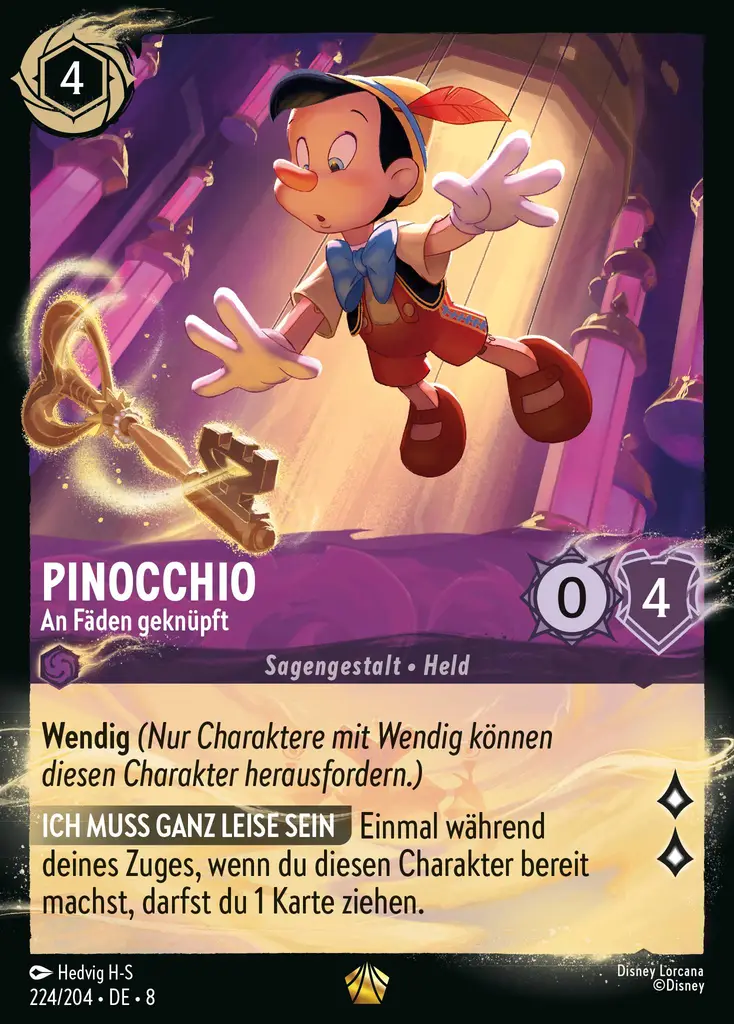 4
PINOCCHIO
An Fäden geknüpft
0
4
Sagengestalt • Held
Wendig (Nur Charaktere mit Wendig können
diesen Charakter herausfordern.)
ICH MUSS GANZ LEISE SEIN Einmal während
deines Zuges, wenn du diesen Charakter bereit
machst, darfst du 1 Karte ziehen.
Hedvig H-S
224/204 • DE • 8
Disney Lorcana
©Disney